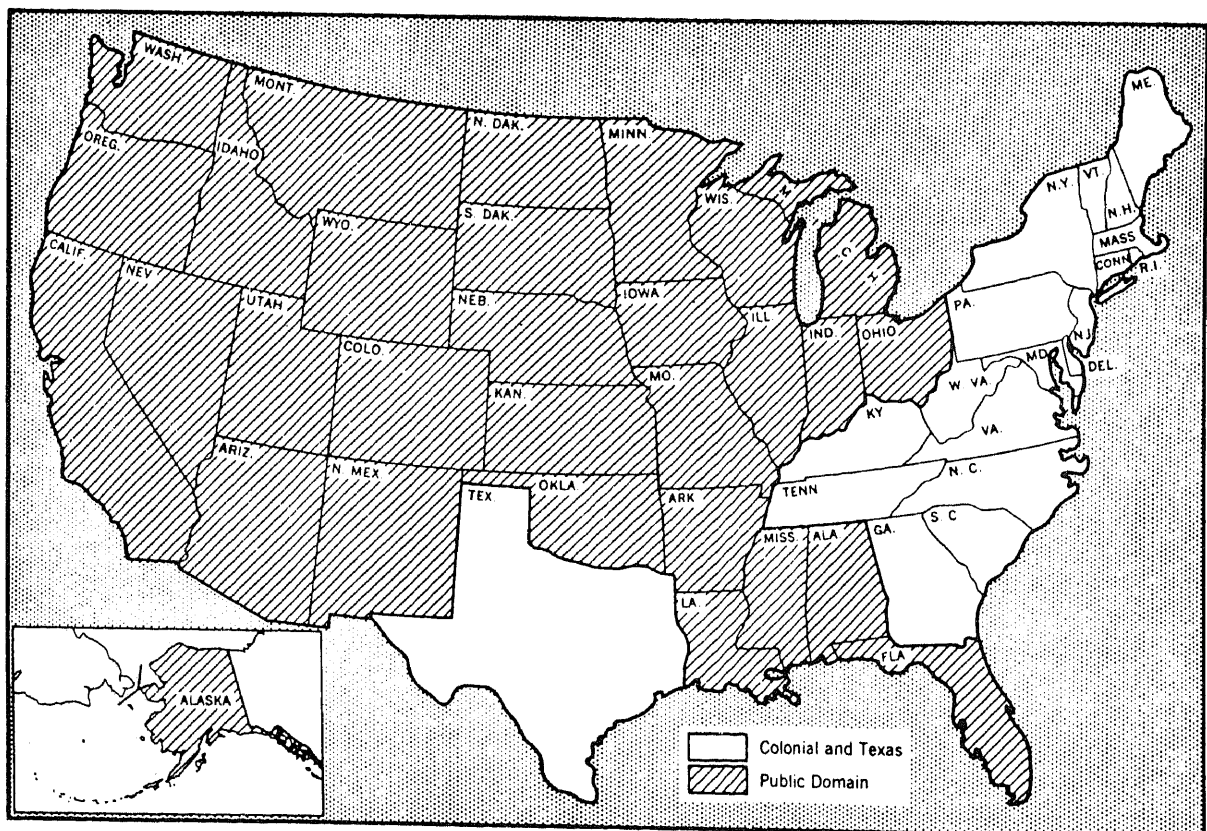 WASH
MONT.
N. DAK.
MINN
ME.
OREG.
IDAHO
WIS.
M
I
C
H
N.Y.
VT.
N.H.
MASS
CONN
R.I.
WYO.
S. DAK.
CALIF.
NEV
UTAH
NEB.
IOWA
ILL
IND.
OHIO
PA.
N.J.
MD.
DEL.
COLO.
KAN.
MO.
W VA.
VA.
KY
ARIZ.
N. MEX
TEX.
OKLA
ARK
TENN
N. C.
S. C
MISS.
ALA
GA.
LA.
FLA
ALASKA
Colonial and Texas
Public Domain